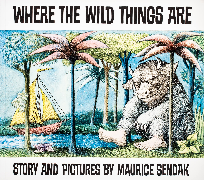 WHERE THE WILD THINGS ARE
STORY AND PICTURES BY MAURICE SENDAK